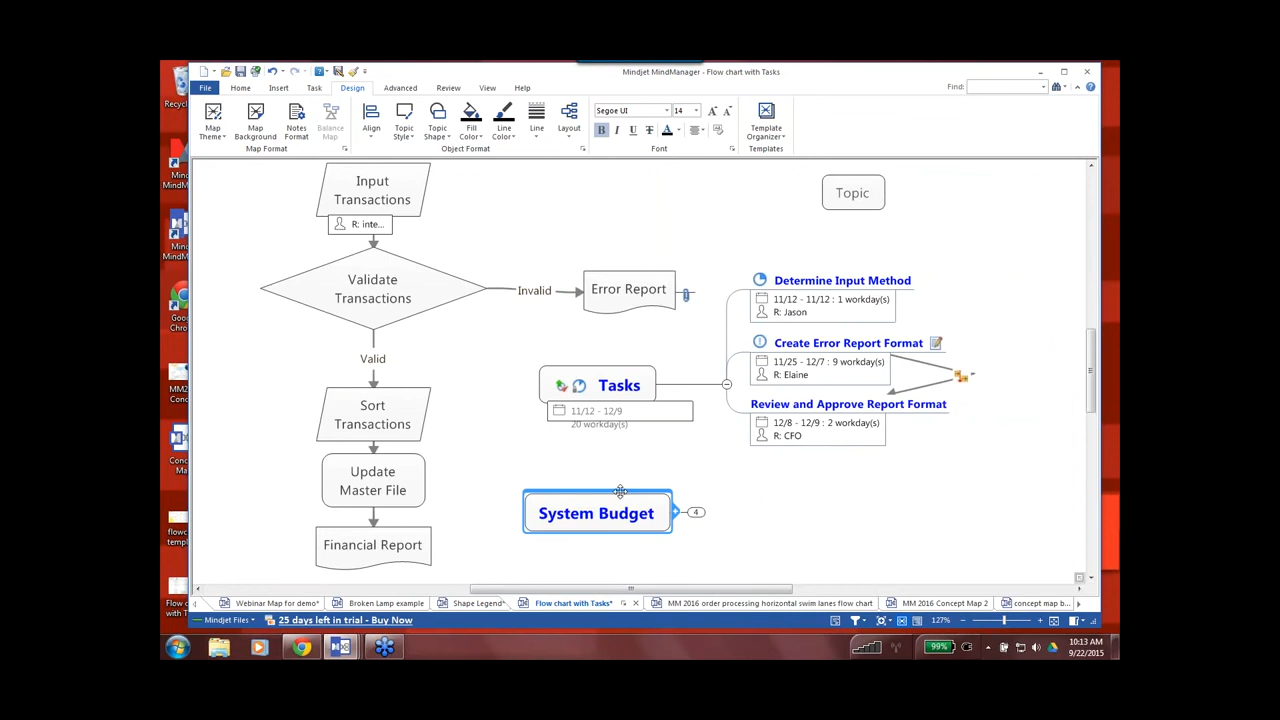 Mindjet MindManager - Flow chart with Tasks
File Home Insert Task Design Advanced Review View Help
Find:
Map Theme
Map Background
Notes Format
Balance Map
Align
Topic Style
Topic Shape
Fill Color
Line Color
Line
Layout
Segoe UI 14
B I U T A
Template Organizer
Map Format
Object Format
Font
Templates
Input
Transactions
R: inte...
Validate
Transactions
Invalid
Error Report
Valid
Sort
Transactions
Update
Master File
Financial Report
Topic
Determine Input Method
11/12 - 11/12 : 1 workday(s)
R: Jason
Create Error Report Format
11/25 - 12/7 : 9 workday(s)
R: Elaine
Tasks
11/12 - 12/9
20 workday(s)
Review and Approve Report Format
12/8 - 12/9 : 2 workday(s)
R: CFO
System Budget
4
Webinar Map for demo*
Broken Lamp example
Shape Legend*
Flow chart with Tasks*
MM 2016 order processing horizontal swim lanes flow chart
MM 2016 Concept Map 2
concept map b...
Mindjet Files
25 days left in trial - Buy Now
127%
99%
10:13 AM
9/22/2015